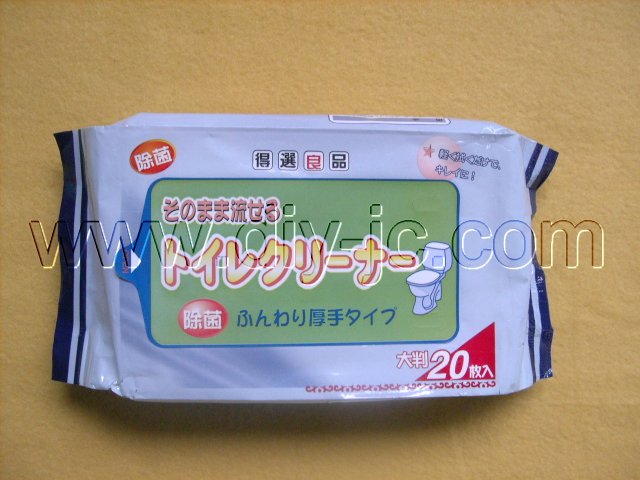 除菌
得選良品
軽く拭くだけで、
キレイに!
そのまま流せる
www.diy-ic.com
トイレクリーナー
除菌 ふんわり厚手タイプ
大判20枚入